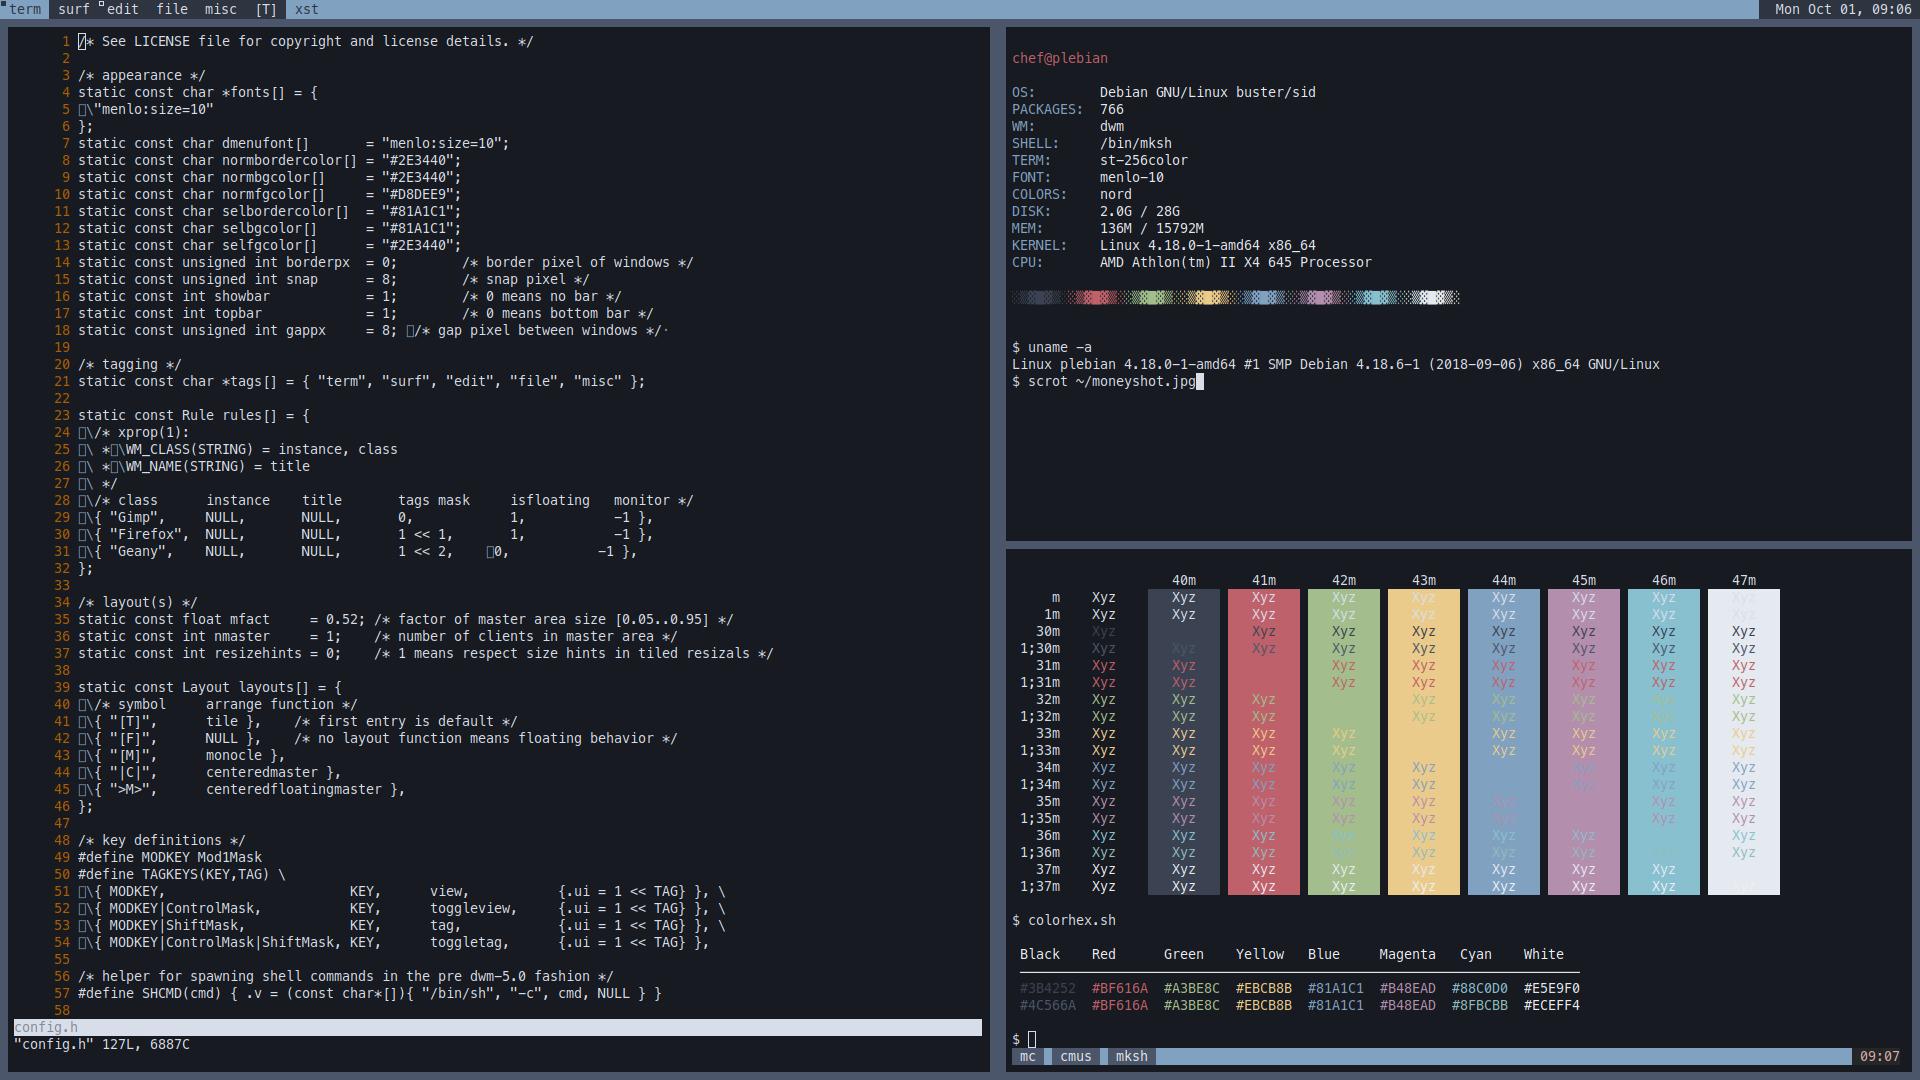 term surf edit file misc [T] xst Mon Oct 01, 09:06
1 /* See LICENSE file for copyright and license details. */
2
3 /* appearance */
4 static const char *fonts[] = {
5 \"menlo:size=10"
6 };
7 static const char dmenufont[] = "menlo:size=10";
8 static const char normbordercolor[] = "#2E3440";
9 static const char normbgcolor[] = "#2E3440";
10 static const char normfgcolor[] = "#D8DEE9";
11 static const char selbordercolor[] = "#81A1C1";
12 static const char selbgcolor[] = "#81A1C1";
13 static const char selfgcolor[] = "#2E3440";
14 static const unsigned int borderpx = 0; /* border pixel of windows */
15 static const unsigned int snap = 8; /* snap pixel */
16 static const int showbar = 1; /* 0 means no bar */
17 static const int topbar = 1; /* 0 means bottom bar */
18 static const unsigned int gappx = 8; /* gap pixel between windows */·
19
20 /* tagging */
21 static const char *tags[] = { "term", "surf", "edit", "file", "misc" };
22
23 static const Rule rules[] = {
24 \/* xprop(1):
25 \ *\WM_CLASS(STRING) = instance, class
26 \ *\WM_NAME(STRING) = title
27 \ */
28 \/* class instance title tags mask isfloating monitor */
29 \{ "Gimp", NULL, NULL, 0, 1, -1 },
30 \{ "Firefox", NULL, NULL, 1 << 1, 1, -1 },
31 \{ "Geany", NULL, NULL, 1 << 2, 0, -1 },
32 };
33
34 /* layout(s) */
35 static const float mfact = 0.52; /* factor of master area size [0.05..0.95] */
36 static const int nmaster = 1; /* number of clients in master area */
37 static const int resizehints = 0; /* 1 means respect size hints in tiled resizals */
38
39 static const Layout layouts[] = {
40 \/* symbol arrange function */
41 \{ "[T]", tile }, /* first entry is default */
42 \{ "[F]", NULL }, /* no layout function means floating behavior */
43 \{ "[M]", monocle },
44 \{ "|C|", centeredmaster },
45 \{ ">M>", centeredfloatingmaster },
46 };
47
48 /* key definitions */
49 #define MODKEY Mod1Mask
50 #define TAGKEYS(KEY,TAG) \
51 \{ MODKEY, KEY, view, {.ui = 1 << TAG} }, \
52 \{ MODKEY|ControlMask, KEY, toggleview, {.ui = 1 << TAG} }, \
53 \{ MODKEY|ShiftMask, KEY, tag, {.ui = 1 << TAG} }, \
54 \{ MODKEY|ControlMask|ShiftMask, KEY, toggletag, {.ui = 1 << TAG} },
55
56 /* helper for spawning shell commands in the pre dwm-5.0 fashion */
57 #define SHCMD(cmd) { .v = (const char*[]){ "/bin/sh", "-c", cmd, NULL } }
58
config.h
"config.h" 127L, 6887C
chef@plebian
OS: Debian GNU/Linux buster/sid
PACKAGES: 766
WM: dwm
SHELL: /bin/mksh
TERM: st-256color
FONT: menlo-10
COLORS: nord
DISK: 2.0G / 28G
MEM: 136M / 15792M
KERNEL: Linux 4.18.0-1-amd64 x86_64
CPU: AMD Athlon(tm) II X4 645 Processor
$ uname -a
Linux plebian 4.18.0-1-amd64 #1 SMP Debian 4.18.6-1 (2018-09-06) x86_64 GNU/Linux
$ scrot ~/moneyshot.jpg
40m 41m 42m 43m 44m 45m 46m 47m
m Xyz Xyz Xyz Xyz Xyz Xyz Xyz Xyz Xyz
1m Xyz Xyz Xyz Xyz Xyz Xyz Xyz Xyz
30m Xyz Xyz Xyz Xyz Xyz Xyz Xyz Xyz
1;30m Xyz Xyz Xyz Xyz Xyz Xyz Xyz Xyz Xyz
31m Xyz Xyz Xyz Xyz Xyz Xyz Xyz Xyz
1;31m Xyz Xyz Xyz Xyz Xyz Xyz Xyz Xyz
32m Xyz Xyz Xyz Xyz Xyz Xyz Xyz Xyz
1;32m Xyz Xyz Xyz Xyz Xyz Xyz Xyz Xyz
33m Xyz Xyz Xyz Xyz Xyz Xyz Xyz Xyz
1;33m Xyz Xyz Xyz Xyz Xyz Xyz Xyz Xyz
34m Xyz Xyz Xyz Xyz Xyz Xyz Xyz Xyz
1;34m Xyz Xyz Xyz Xyz Xyz Xyz Xyz Xyz
35m Xyz Xyz Xyz Xyz Xyz Xyz Xyz Xyz
1;35m Xyz Xyz Xyz Xyz Xyz Xyz Xyz Xyz
36m Xyz Xyz Xyz Xyz Xyz Xyz Xyz Xyz
1;36m Xyz Xyz Xyz Xyz Xyz Xyz Xyz Xyz
37m Xyz Xyz Xyz Xyz Xyz Xyz Xyz Xyz
1;37m Xyz Xyz Xyz Xyz Xyz Xyz Xyz Xyz
$ colorhex.sh
Black Red Green Yellow Blue Magenta Cyan White
#3B4252 #BF616A #A3BE8C #EBCB8B #81A1C1 #B48EAD #88C0D0 #E5E9F0
#4C566A #BF616A #A3BE8C #EBCB8B #81A1C1 #B48EAD #8FBCBB #ECEFF4
$
mc cmus mksh 09:07